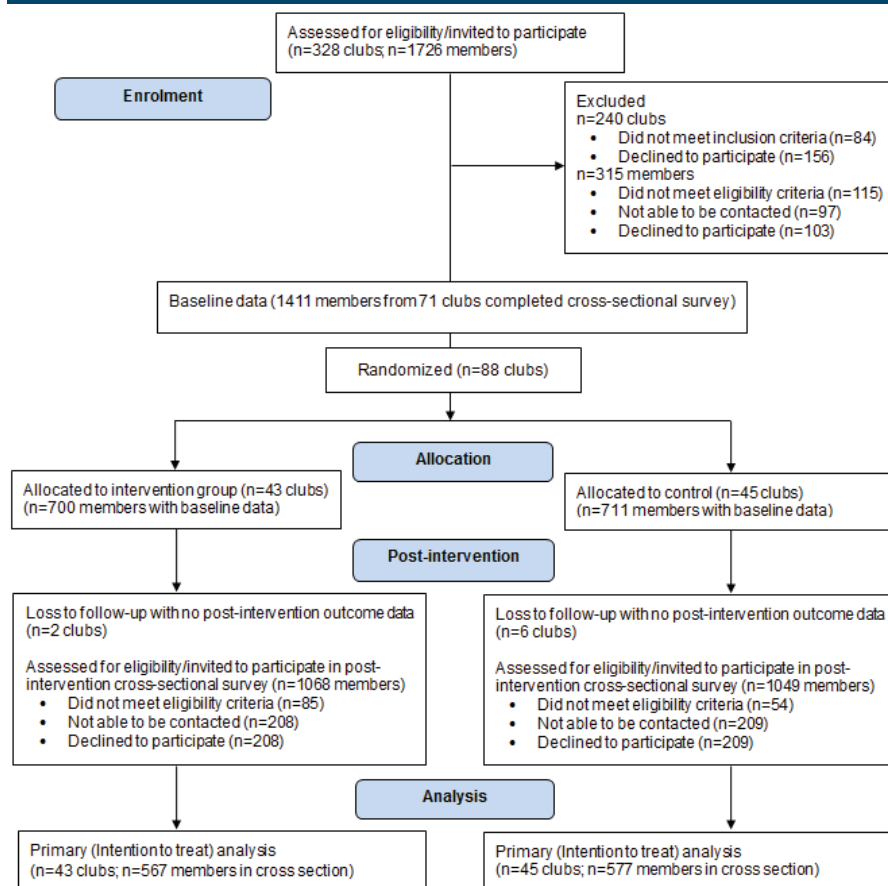 Assessed for eligibility/invited to participate
(n=328 clubs; n=1726 members)
Enrolment
Excluded
n=240 clubs
• Did not meet inclusion criteria (n=84)
• Declined to participate (n=156)
n=315 members
• Did not meet eligibility criteria (n=115)
• Not able to be contacted (n=97)
• Declined to participate (n=103)
Baseline data (1411 members from 71 clubs completed cross-sectional survey)
Randomized (n=88 clubs)
Allocation
Allocated to intervention group (n=43 clubs)
(n=700 members with baseline data)
Allocated to control (n=45 clubs)
(n=711 members with baseline data)
Post-intervention
Loss to follow-up with no post-intervention outcome data
(n=2 clubs)
Assessed for eligibility/invited to participate in post-
intervention cross-sectional survey (n=1068 members)
• Did not meet eligibility criteria (n=85)
• Not able to be contacted (n=208)
• Declined to participate (n=208)
Loss to follow-up with no post-intervention outcome data
(n=6 clubs)
Assessed for eligibility/invited to participate in post-
intervention cross-sectional survey (n=1049 members)
• Did not meet eligibility criteria (n=54)
• Not able to be contacted (n=209)
• Declined to participate (n=209)
Analysis
Primary (Intention to treat) analysis
(n=43 clubs; n=567 members in cross section)
Primary (Intention to treat) analysis
(n=45 clubs; n=577 members in cross section)